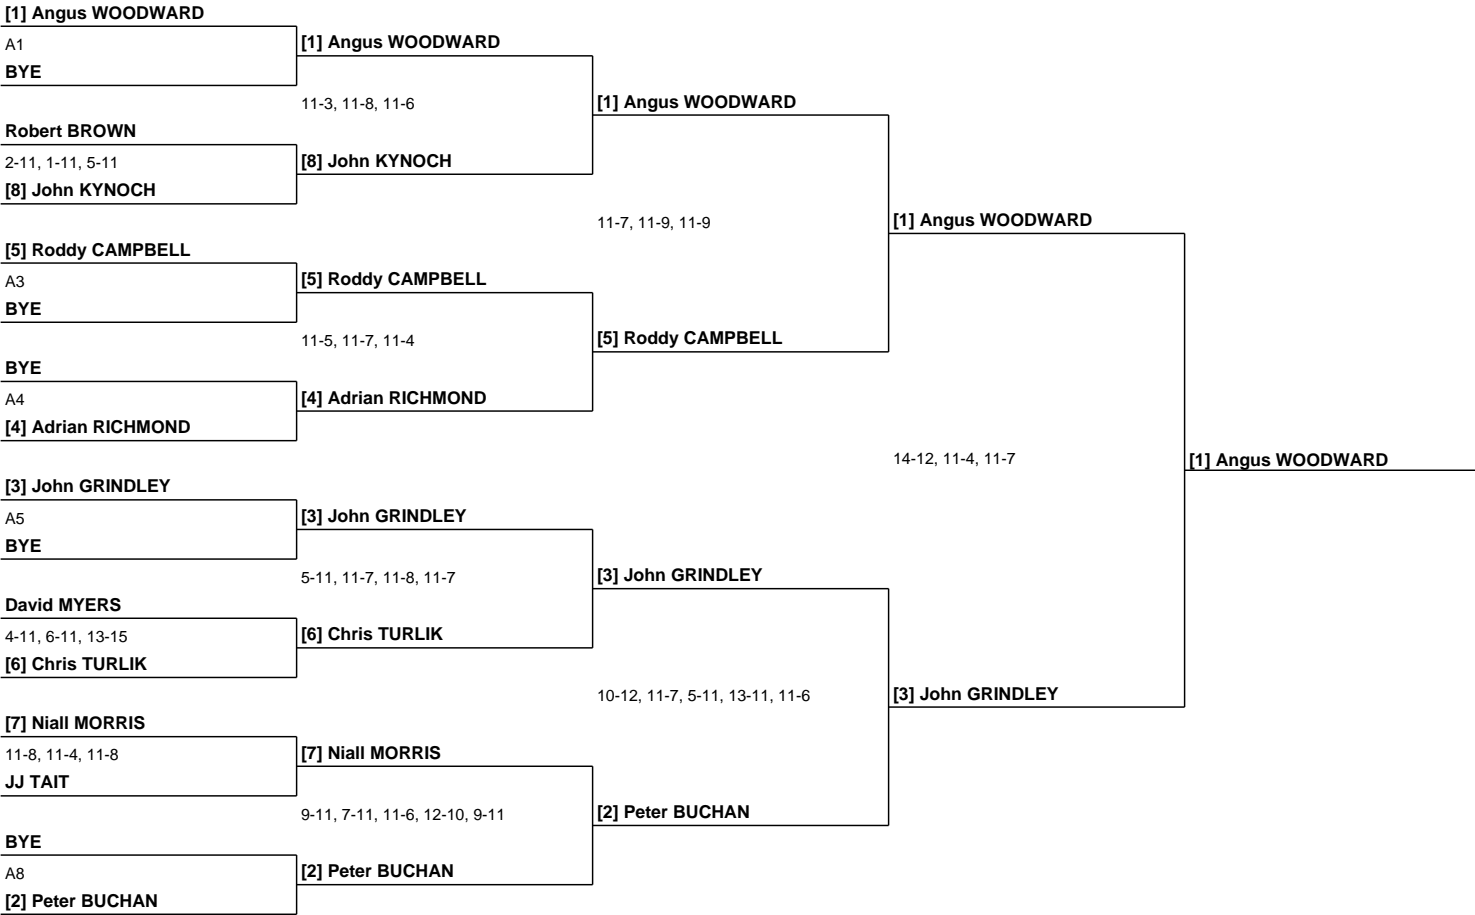 [1] Angus WOODWARD
A1
BYE
Robert BROWN
2-11, 1-11, 5-11
[8] John KYNOCH
[5] Roddy CAMPBELL
A3
BYE
BYE
A4
[4] Adrian RICHMOND
[3] John GRINDLEY
A5
BYE
David MYERS
4-11, 6-11, 13-15
[6] Chris TURLIK
[7] Niall MORRIS
11-8, 11-4, 11-8
JJ TAIT
BYE
A8
[2] Peter BUCHAN
[1] Angus WOODWARD
11-3, 11-8, 11-6
[8] John KYNOCH
[5] Roddy CAMPBELL
11-5, 11-7, 11-4
[4] Adrian RICHMOND
[3] John GRINDLEY
5-11, 11-7, 11-8, 11-7
[6] Chris TURLIK
[7] Niall MORRIS
9-11, 7-11, 11-6, 12-10, 9-11
[2] Peter BUCHAN
[1] Angus WOODWARD
11-7, 11-9, 11-9
[5] Roddy CAMPBELL
[3] John GRINDLEY
10-12, 11-7, 5-11, 13-11, 11-6
[2] Peter BUCHAN
[1] Angus WOODWARD
14-12, 11-4, 11-7
[3] John GRINDLEY
[1] Angus WOODWARD